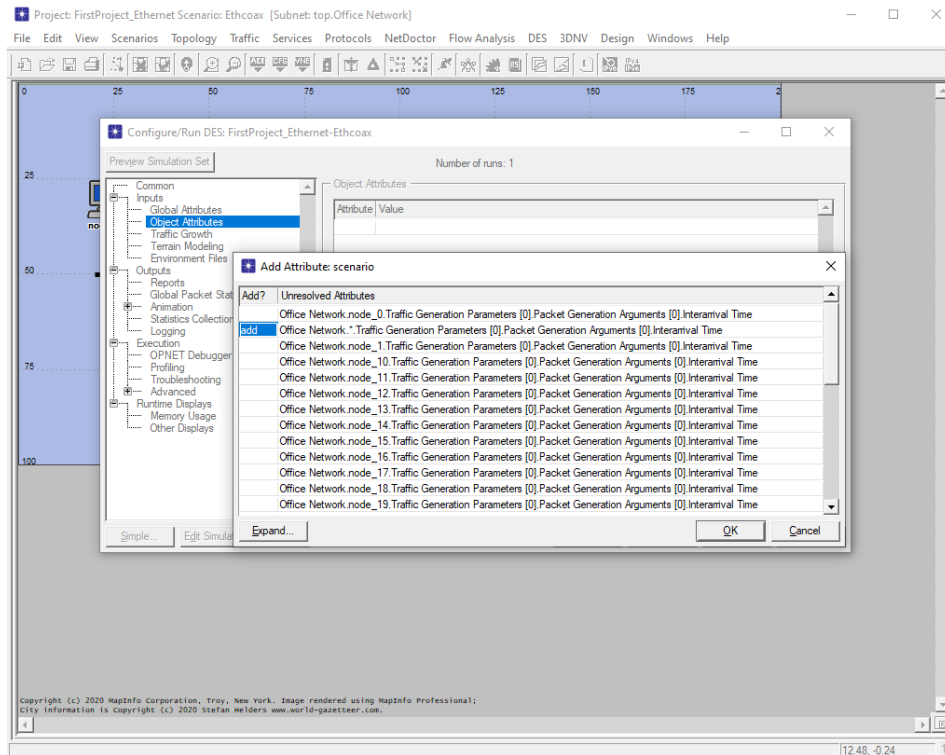 Project: FirstProject_Ethernet Scenario: Ethcoax [Subnet: top.Office Network]
File Edit View Scenarios Topology Traffic Services Protocols NetDoctor Flow Analysis DES 3DNV Design Windows Help
0 25 50 75 100 125 150 175 2
Configure/Run DES: FirstProject_Ethernet-Ethcoax
Preview Simulation Set
Number of runs: 1
25
50
75
100
no
Common
Inputs
Global Attributes
Object Attributes
Traffic Growth
Terrain Modeling
Environment Files
Outputs
Reports
Global Packet Stat
Animation
Statistics Collection
Logging
Execution
OPNET Debugger
Profiling
Troubleshooting
Advanced
Runtime Displays
Memory Usage
Other Displays
Object Attributes
Attribute Value
Simple...
Edit Simula
Add Attribute: scenario
Add? Unresolved Attributes
Office Network.node_0.Traffic Generation Parameters [0].Packet Generation Arguments [0].Interarrival Time
add Office Network.*.Traffic Generation Parameters [0].Packet Generation Arguments [0].Interarrival Time
Office Network.node_1.Traffic Generation Parameters [0].Packet Generation Arguments [0].Interarrival Time
Office Network.node_10.Traffic Generation Parameters [0].Packet Generation Arguments [0].Interarrival Time
Office Network.node_11.Traffic Generation Parameters [0].Packet Generation Arguments [0].Interarrival Time
Office Network.node_12.Traffic Generation Parameters [0].Packet Generation Arguments [0].Interarrival Time
Office Network.node_13.Traffic Generation Parameters [0].Packet Generation Arguments [0].Interarrival Time
Office Network.node_14.Traffic Generation Parameters [0].Packet Generation Arguments [0].Interarrival Time
Office Network.node_15.Traffic Generation Parameters [0].Packet Generation Arguments [0].Interarrival Time
Office Network.node_16.Traffic Generation Parameters [0].Packet Generation Arguments [0].Interarrival Time
Office Network.node_17.Traffic Generation Parameters [0].Packet Generation Arguments [0].Interarrival Time
Office Network.node_18.Traffic Generation Parameters [0].Packet Generation Arguments [0].Interarrival Time
Office Network.node_19.Traffic Generation Parameters [0].Packet Generation Arguments [0].Interarrival Time
Expand... OK Cancel
Copyright (c) 2020 MapInfo Corporation, Troy, New York. Image rendered using MapInfo Professional;
City information is Copyright (c) 2020 Stefan Helders www.world-gazetteer.com.
12.48, -0.24